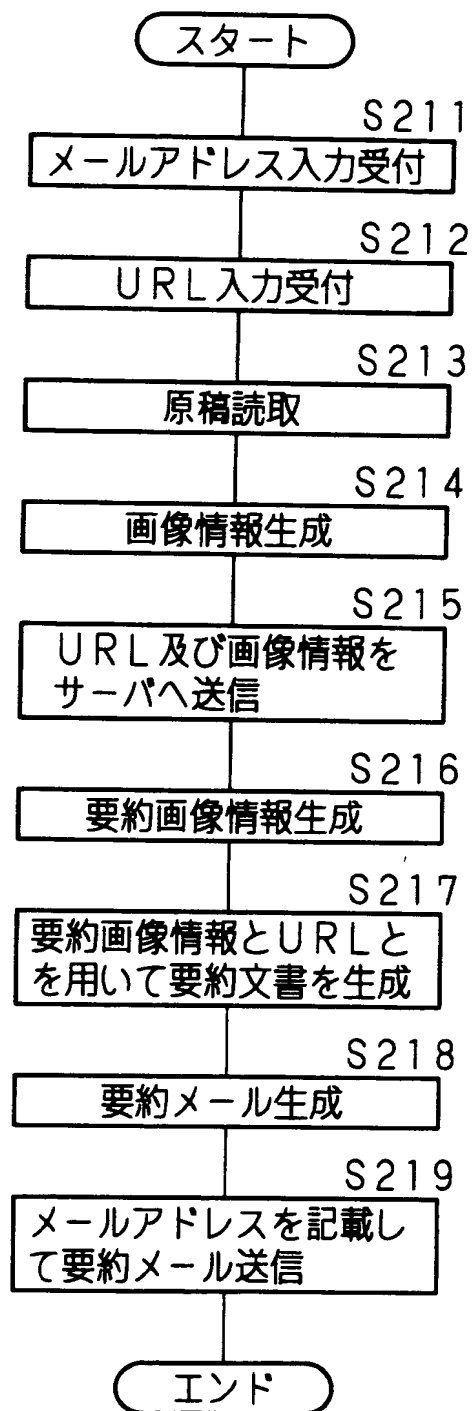 スタート
S211
メールアドレス入力受付
S212
URL入力受付
S213
原稿読取
S214
画像情報生成
S215
URL及び画像情報を
サーバへ送信
S216
要約画像情報生成
S217
要約画像情報とURLと
を用いて要約文書を生成
S218
要約メール生成
S219
メールアドレスを記載し
て要約メール送信
エンド